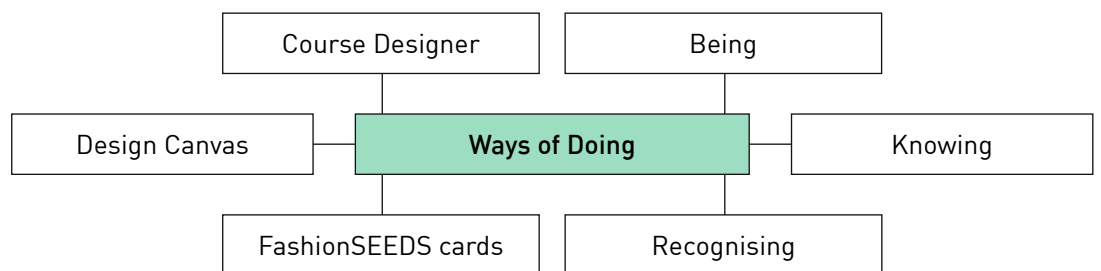 Course Designer
Being
Design Canvas
Ways of Doing
Knowing
FashionSEEDS cards
Recognising